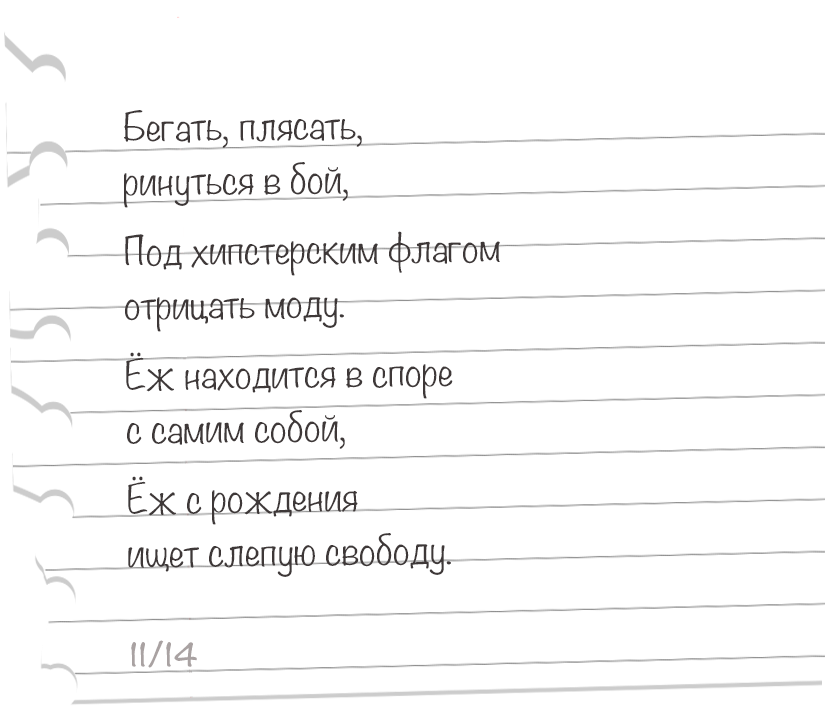 Бегать, плясать,
ринуться в бой,
Под хипстерским флагом
отрицать моду.
Ёж находится в споре
с самим собой,
Ёж с рождения
ищет слепую свободу.
11/14